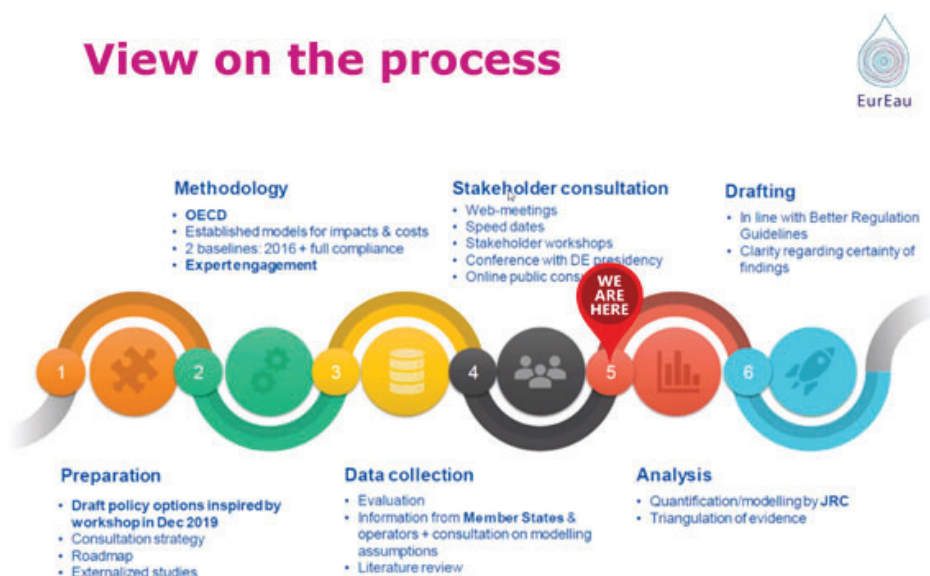 View on the process
EurEau
Methodology
• OECD
• Established models for impacts & costs
• 2 baselines: 2016 + full compliance
• Expert engagement
Stakeholder consultation
• Web-meetings
• Speed dates
• Stakeholder workshops
• Conference with DE presidency
• Online public
Drafting
• In line with Better Regulation
Guidelines
• Clarity regarding certainty of
findings
WE
ARE
HERE
1
2
3
4
5
6
Preparation
• Draft policy options inspired by
workshop in Dec 2019
• Consultation strategy
• Roadmap
• Externalized studies
Data collection
• Evaluation
• Information from Member States &
operators + consultation on modelling
assumptions
• Literature review
Analysis
• Quantification/modelling by JRC
• Triangulation of evidence